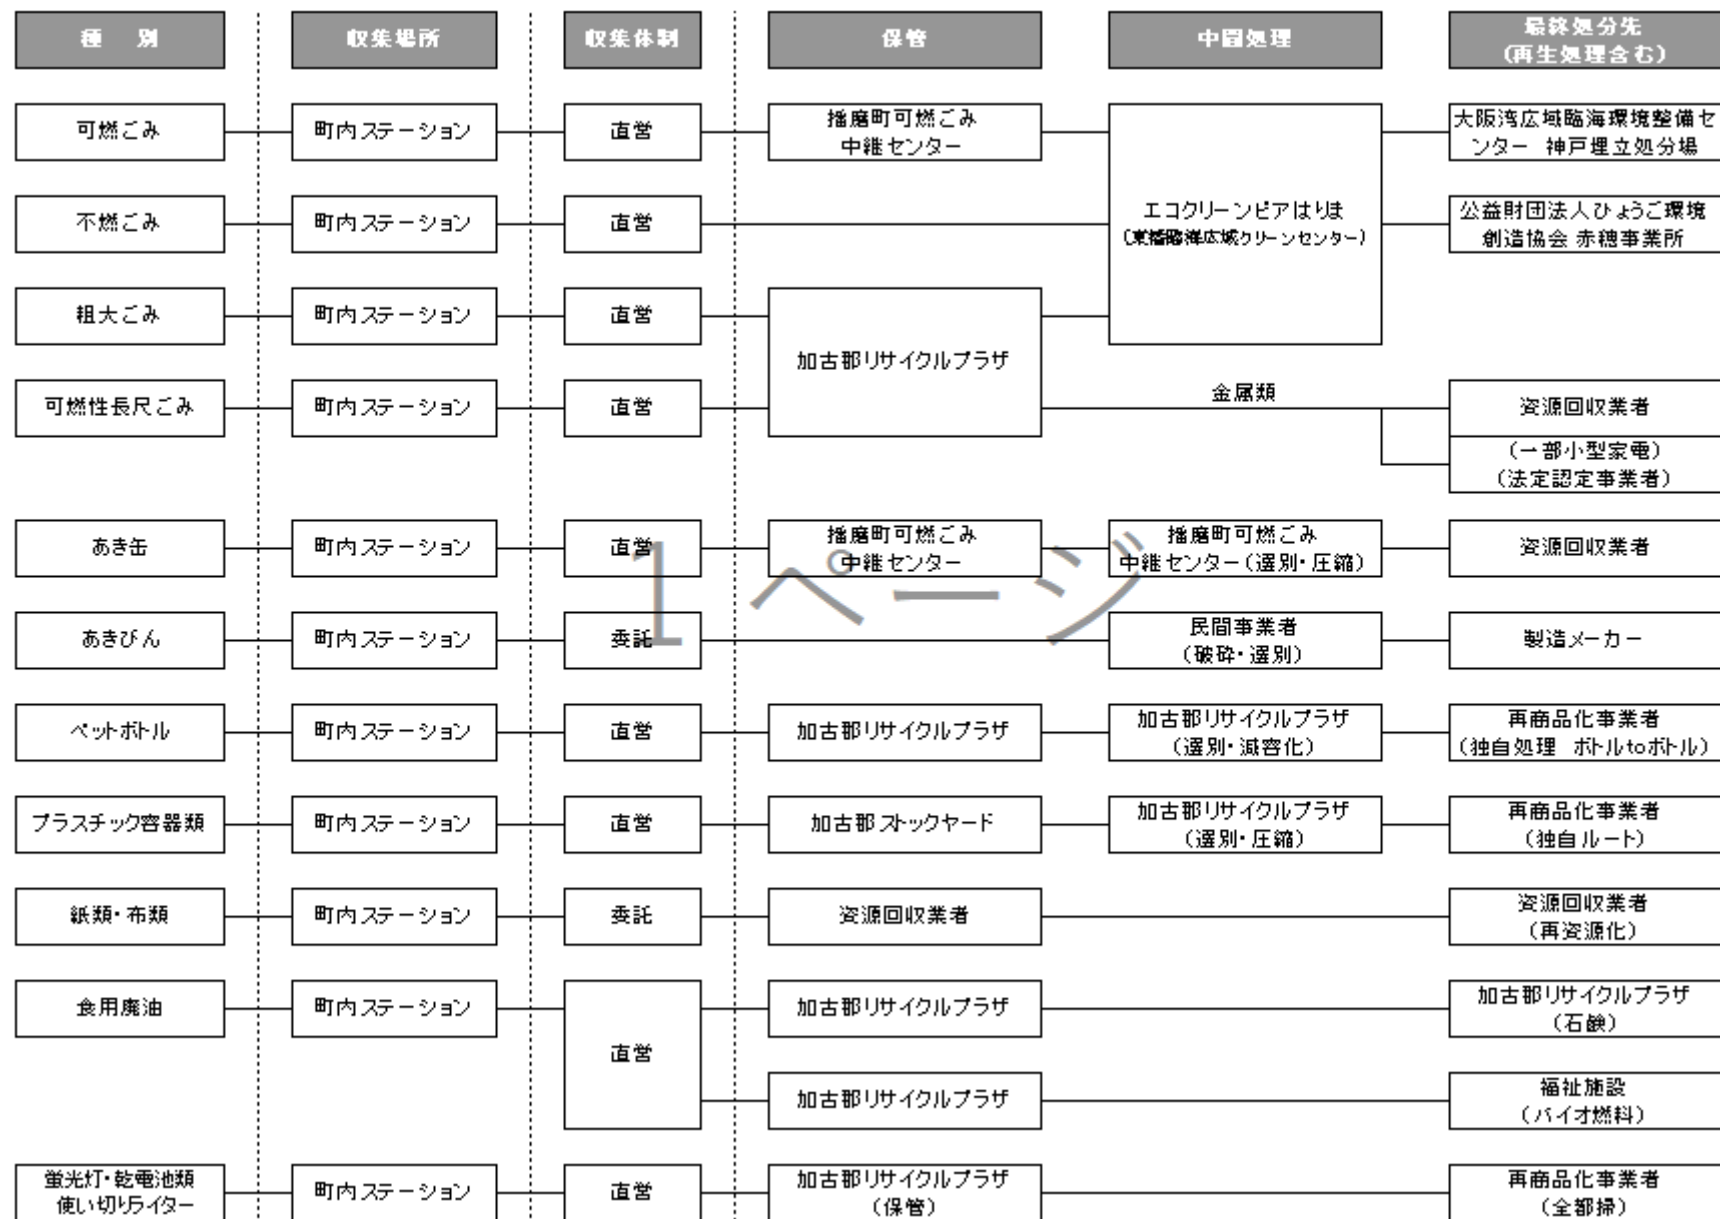 種　別
収集場所
収集体制
保管
中間処理
最終処分先
(再生処理含む)
可燃ごみ
町内ステーション
直営
播磨町可燃ごみ
中継センター
エコクリーンピアはりま
(東播臨海広域クリーンセンター)
大阪湾広域臨海環境整備セ
ンター　神戸埋立処分場
不燃ごみ
町内ステーション
直営
公益財団法人ひょうご環境
創造協会 赤穂事業所
粗大ごみ
町内ステーション
直営
加古郡リサイクルプラザ
可燃性長尺ごみ
町内ステーション
直営
金属類
資源回収業者
(一部小型家電)
(法定認定事業者)
あき缶
町内ステーション
直営
播磨町可燃ごみ
中継センター
播磨町可燃ごみ
中継センター(選別・圧縮)
資源回収業者
1 ページ
あきびん
町内ステーション
委託
民間事業者
(破砕・選別)
製造メーカー
ペットボトル
町内ステーション
直営
加古郡リサイクルプラザ
加古郡リサイクルプラザ
(選別・減容化)
再商品化事業者
(独自処理　ボトルtoボトル)
プラスチック容器類
町内ステーション
直営
加古郡ストックヤード
加古郡リサイクルプラザ
(選別・圧縮)
再商品化事業者
(独自ルート)
紙類・布類
町内ステーション
委託
資源回収業者
資源回収業者
(再資源化)
食用廃油
町内ステーション
直営
加古郡リサイクルプラザ
加古郡リサイクルプラザ
(石鹸)
加古郡リサイクルプラザ
福祉施設
(バイオ燃料)
蛍光灯・乾電池類
使い切りライター
町内ステーション
直営
加古郡リサイクルプラザ
(保管)
再商品化事業者
(全都掃)